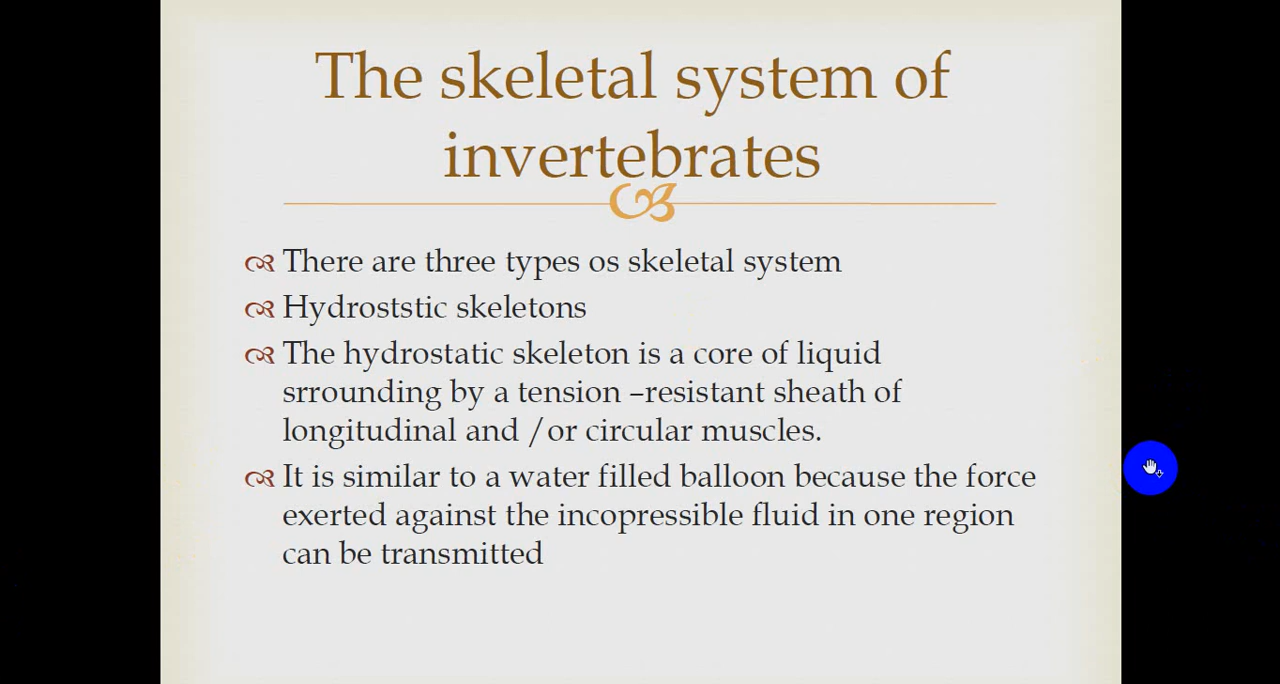 The skeletal system of
invertebrates
There are three types os skeletal system
Hydroststic skeletons
The hydrostatic skeleton is a core of liquid
srrounding by a tension –resistant sheath of
longitudinal and /or circular muscles.
It is similar to a water filled balloon because the force
exerted against the incopressible fluid in one region
can be transmitted